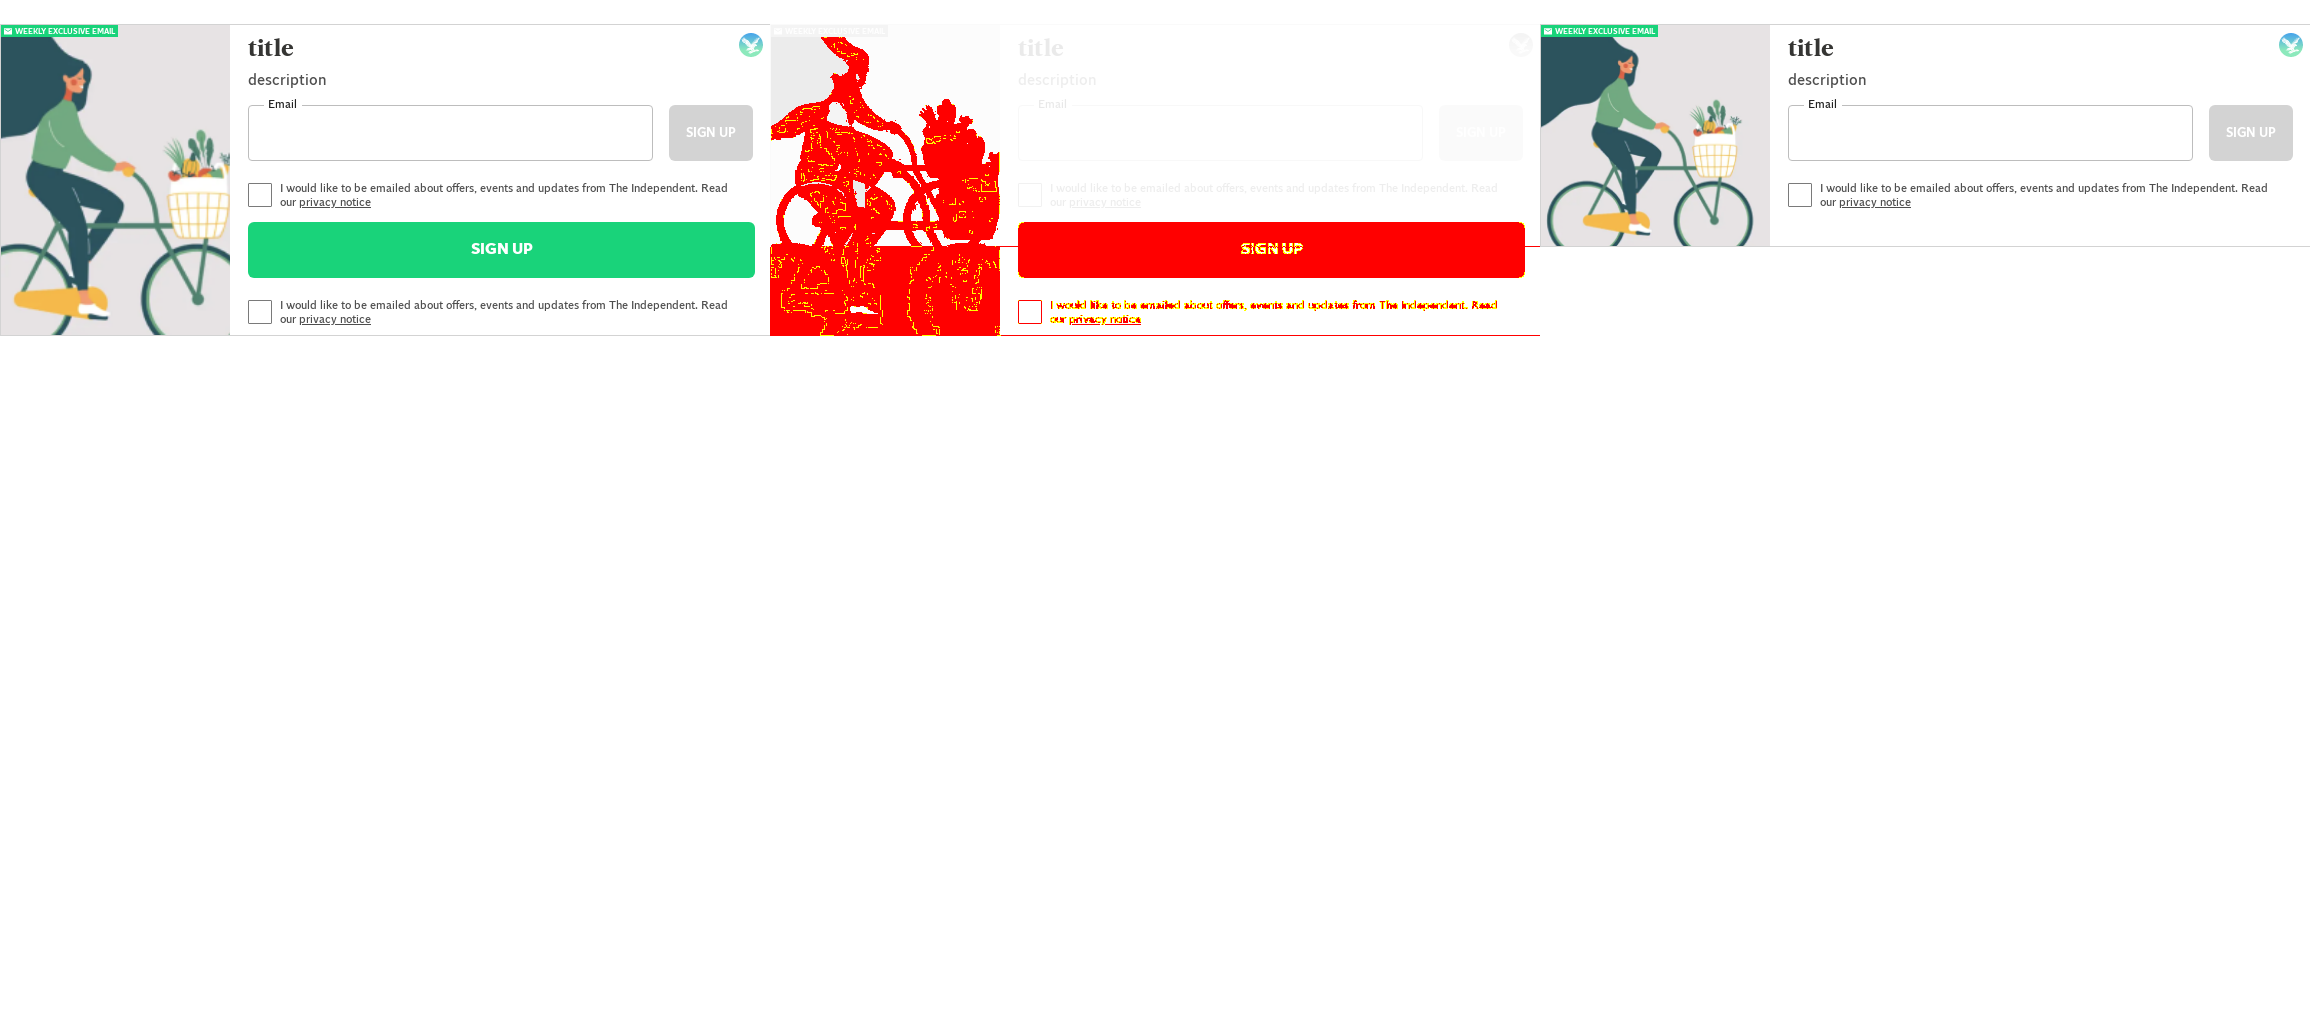 WEEKLY EXCLUSIVE EMAIL
title
description
Email
SIGN UP
I would like to be emailed about offers, events and updates from The Independent. Read
our privacy notice
SIGN UP
I would like to be emailed about offers, events and updates from The Independent. Read
our privacy notice
WEEKLY EXCLUSIVE EMAIL
title
description
Email
SIGN UP
I would like to be emailed about offers, events and updates from The Independent. Read
our privacy notice
SIGN UP
I would like to be emailed about offers, events and updates from The Independent. Read
our privacy notice
WEEKLY EXCLUSIVE EMAIL
title
description
Email
SIGN UP
I would like to be emailed about offers, events and updates from The Independent. Read
our privacy notice